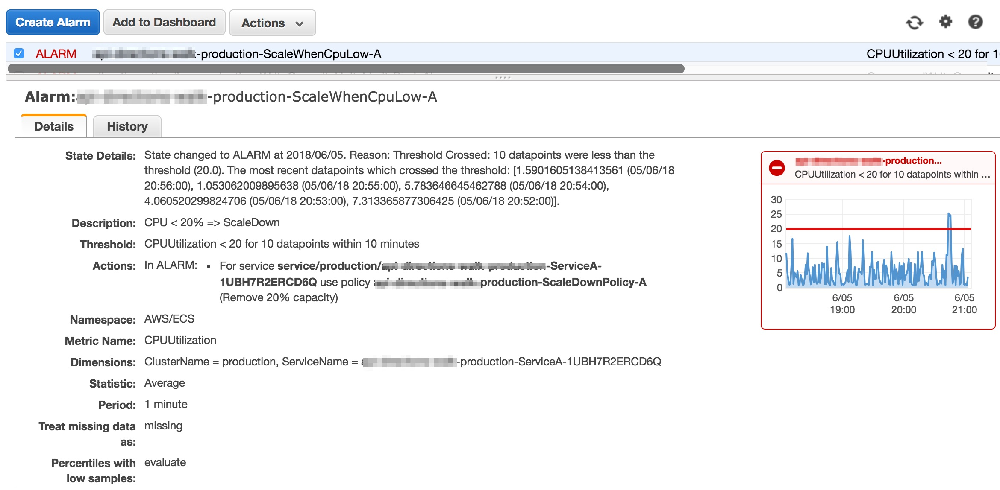 Create Alarm Add to Dashboard Actions
ALARM -production-ScaleWhenCpuLow-A CPUUtilization < 20 for 10
Alarm: -production-ScaleWhenCpuLow-A
Details History
State Details: State changed to ALARM at 2018/06/05. Reason: Threshold Crossed: 10 datapoints were less than the
threshold (20.0). The most recent datapoints which crossed the threshold: [1.5901605138413561 (05/06/18
20:56:00), 1.053062009895638 (05/06/18 20:55:00), 5.783646645462788 (05/06/18 20:54:00),
4.060520299824706 (05/06/18 20:53:00), 7.313365877306425 (05/06/18 20:52:00)].
Description: CPU < 20% => ScaleDown
Threshold: CPUUtilization < 20 for 10 datapoints within 10 minutes
Actions: In ALARM: • For service service/production/ -ServiceA-
1UBH7R2ERCD6Q use policy production-ScaleDownPolicy-A
(Remove 20% capacity)
Namespace: AWS/ECS
Metric Name: CPUUtilization
Dimensions: ClusterName = production, ServiceName = -production-ServiceA-1UBH7R2ERCD6Q
Statistic: Average
Period: 1 minute
Treat missing data missing
as:
Percentiles with evaluate
low samples:
-production...
CPUUtilization < 20 for 10 datapoints within ...
30
25
20
15
10
5
0
6/05 6/05 6/05
19:00 20:00 21:00